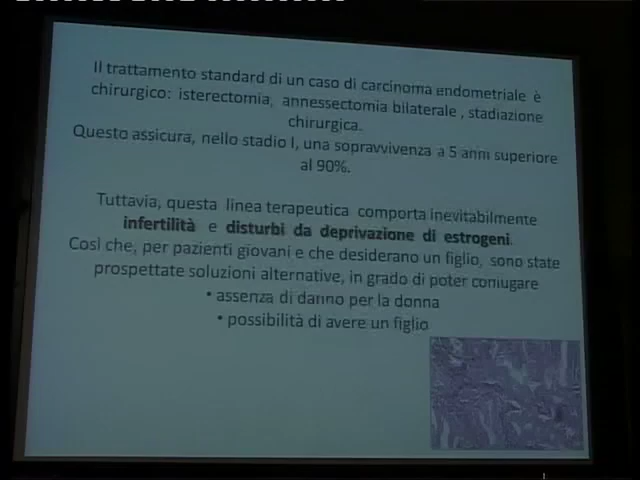 Il trattamento standard di un caso di carcinoma endometriale è
chirurgico: isterectomia, annessectomia bilaterale , stadiazione
chirurgica.
Questo assicura, nello stadio I, una sopravvivenza a 5 anni superiore
al 90%.
Tuttavia, questa linea terapeutica comporta inevitabilmente
infertilità e disturbi da deprivazione di estrogeni.
Così che, per pazienti giovani e che desiderano un figlio, sono state
prospettate soluzioni alternative, in grado di poter coniugare
• assenza di danno per la donna
• possibilità di avere un figlio